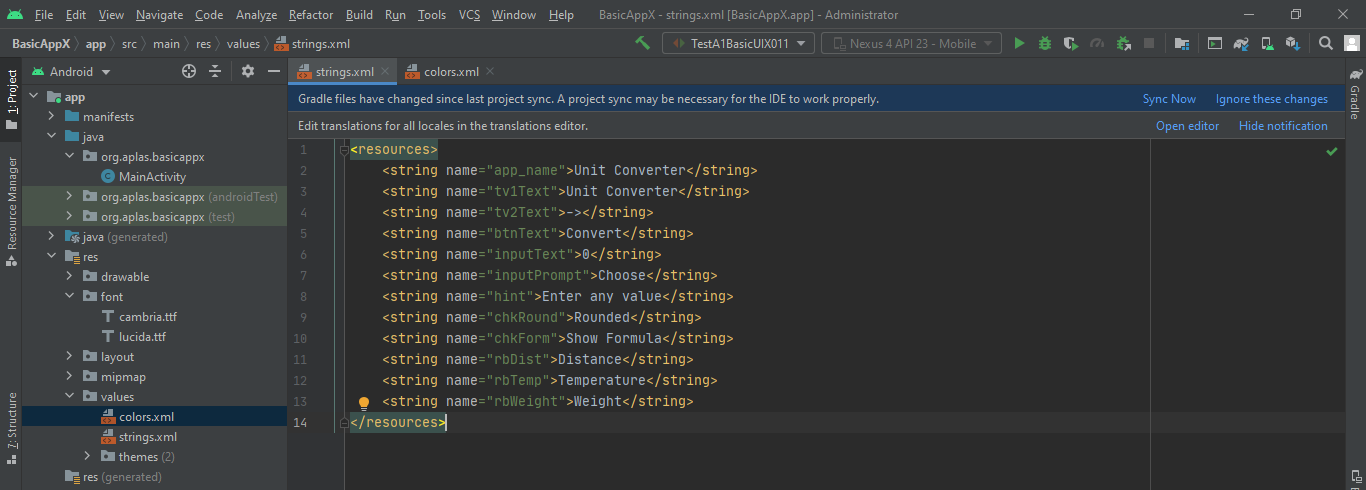 File Edit View Navigate Code Analyze Refactor Build Run Tools VCS Window Help BasicAppX - strings.xml [BasicAppX.app] - Administrator
BasicAppX app src main res values strings.xml TestA1BasicUIX011 Nexus 4 API 23 - Mobile
1: Project
Resource Manager
7: Structure
Android
app
manifests
java
org.aplas.basicappx
MainActivity
org.aplas.basicappx (androidTest)
org.aplas.basicappx (test)
java (generated)
res
drawable
font
cambria.ttf
lucida.ttf
layout
mipmap
values
colors.xml
strings.xml
themes (2)
res (generated)
strings.xml colors.xml
Gradle files have changed since last project sync. A project sync may be necessary for the IDE to work properly. Sync Now Ignore these changes
Edit translations for all locales in the translations editor. Open editor Hide notification
1 <resources>
2 <string name="app_name">Unit Converter</string>
3 <string name="tv1Text">Unit Converter</string>
4 <string name="tv2Text">-></string>
5 <string name="btnText">Convert</string>
6 <string name="inputText">0</string>
7 <string name="inputPrompt">Choose</string>
8 <string name="hint">Enter any value</string>
9 <string name="chkRound">Rounded</string>
10 <string name="chkForm">Show Formula</string>
11 <string name="rbDist">Distance</string>
12 <string name="rbTemp">Temperature</string>
13 <string name="rbWeight">Weight</string>
14 </resources>
Gradle